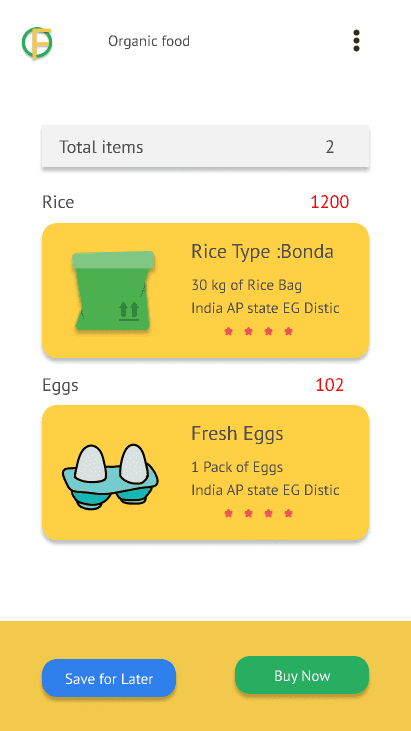 F
Organic food
Total items 2
Rice 1200
Rice Type :Bonda
30 kg of Rice Bag
India AP state EG Distic
Eggs 102
Fresh Eggs
1 Pack of Eggs
India AP state EG Distic
Save for Later
Buy Now